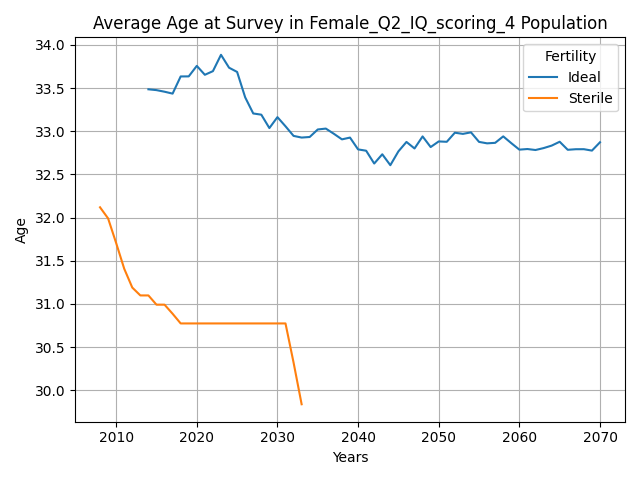 Average Age at Survey in Female_Q2_IQ_scoring_4 Population
34.0
33.5
33.0
32.5
32.0
31.5
31.0
30.5
30.0
Age
Fertility
Ideal
Sterile
2010 2020 2030 2040 2050 2060 2070
Years